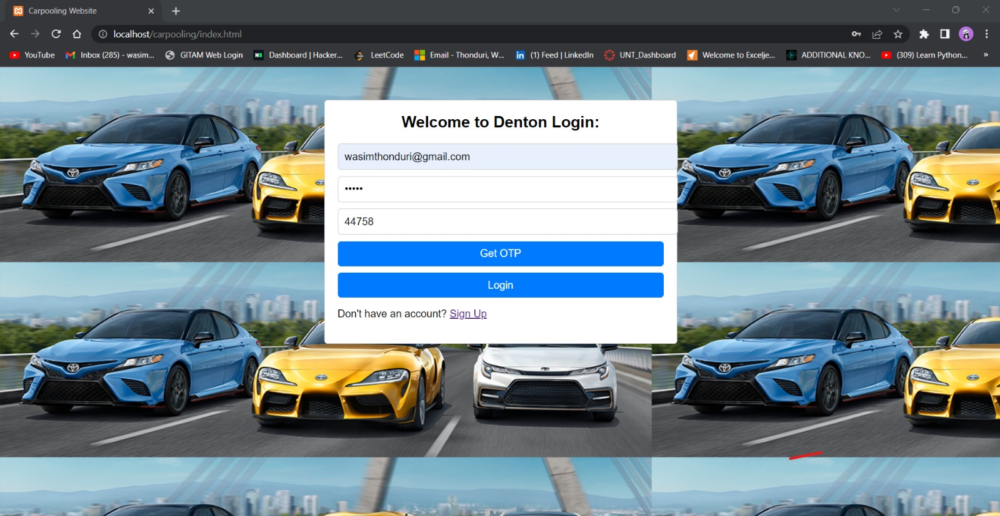 Carpooling Website
localhost/carpooling/index.html
YouTube
Inbox (285) - wasim...
GITAM Web Login
Dashboard | Hacker...
LeetCode
Email - Thonduri, W...
(1) Feed | LinkedIn
UNT_Dashboard
Welcome to Excelje...
ADDITIONAL KNO...
(309) Learn Python...
»
Welcome to Denton Login:
wasimthonduri@gmail.com
•••••
44758
Get OTP
Login
Don't have an account? Sign Up